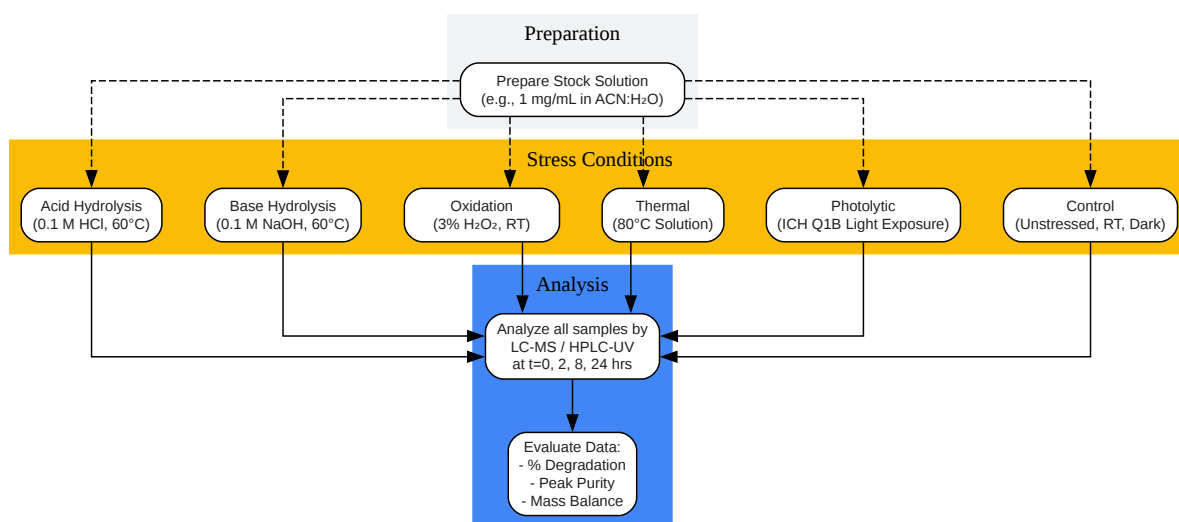 Preparation
Prepare Stock Solution
(e.g., 1 mg/mL in ACN:H₂O)
Stress Conditions
Acid Hydrolysis
(0.1 M HCl, 60°C)
Base Hydrolysis
(0.1 M NaOH, 60°C)
Oxidation
(3% H₂O₂, RT)
Thermal
(80°C Solution)
Photolytic
(ICH Q1B Light Exposure)
Control
(Unstressed, RT, Dark)
Analysis
Analyze all samples by
LC-MS / HPLC-UV
at t=0, 2, 8, 24 hrs
Evaluate Data:
- % Degradation
- Peak Purity
- Mass Balance